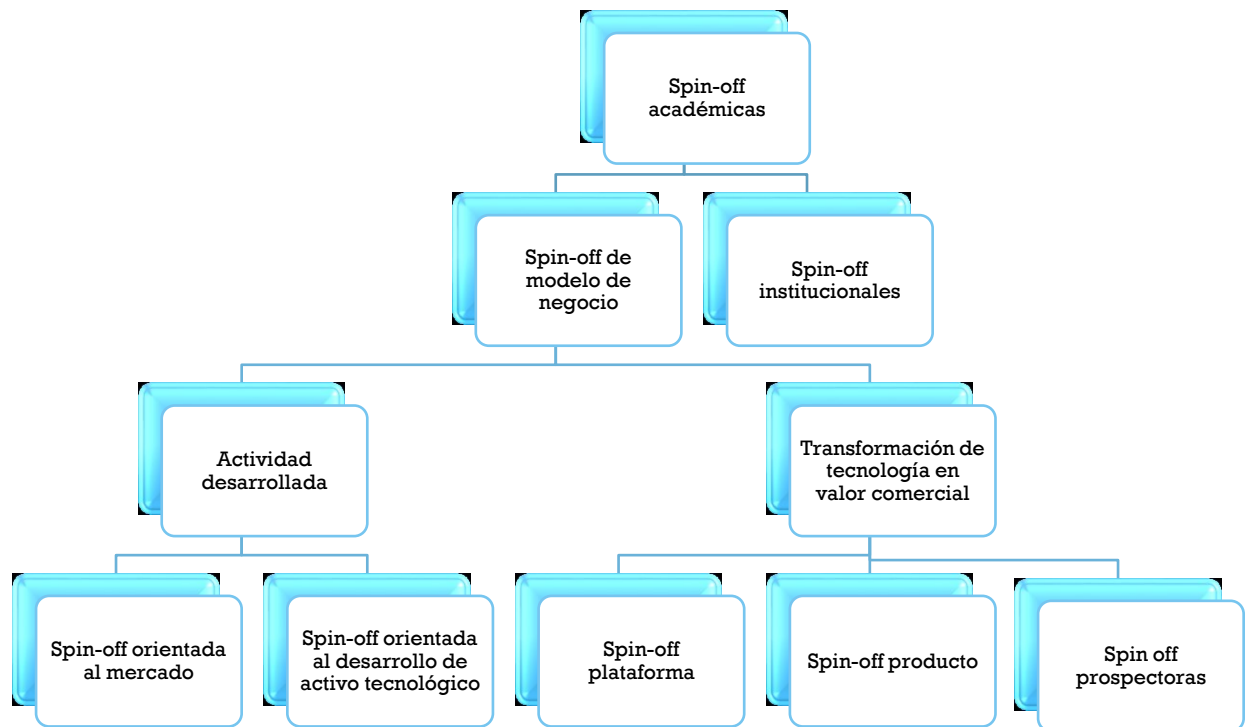 Spin-off
académicas
Spin-off de
modelo de
negocio
Spin-off
institucionales
Actividad
desarrollada
Transformación de
tecnología en
valor comercial
Spin-off orientada
al mercado
Spin-off orientada
al desarrollo de
activo tecnológico
Spin-off
plataforma
Spin-off producto
Spin off
prospectoras